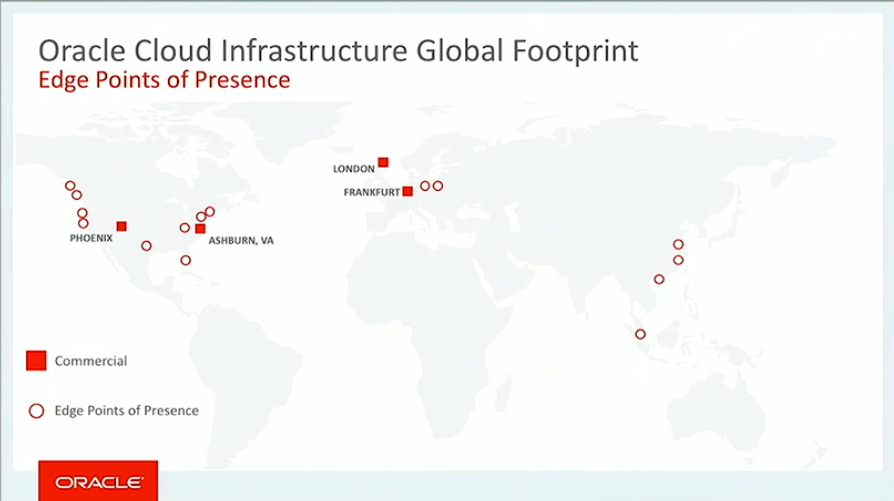 Oracle Cloud Infrastructure Global Footprint
Edge Points of Presence
LONDON
FRANKFURT
PHOENIX
ASHBURN, VA
Commercial
Edge Points of Presence
ORACLE